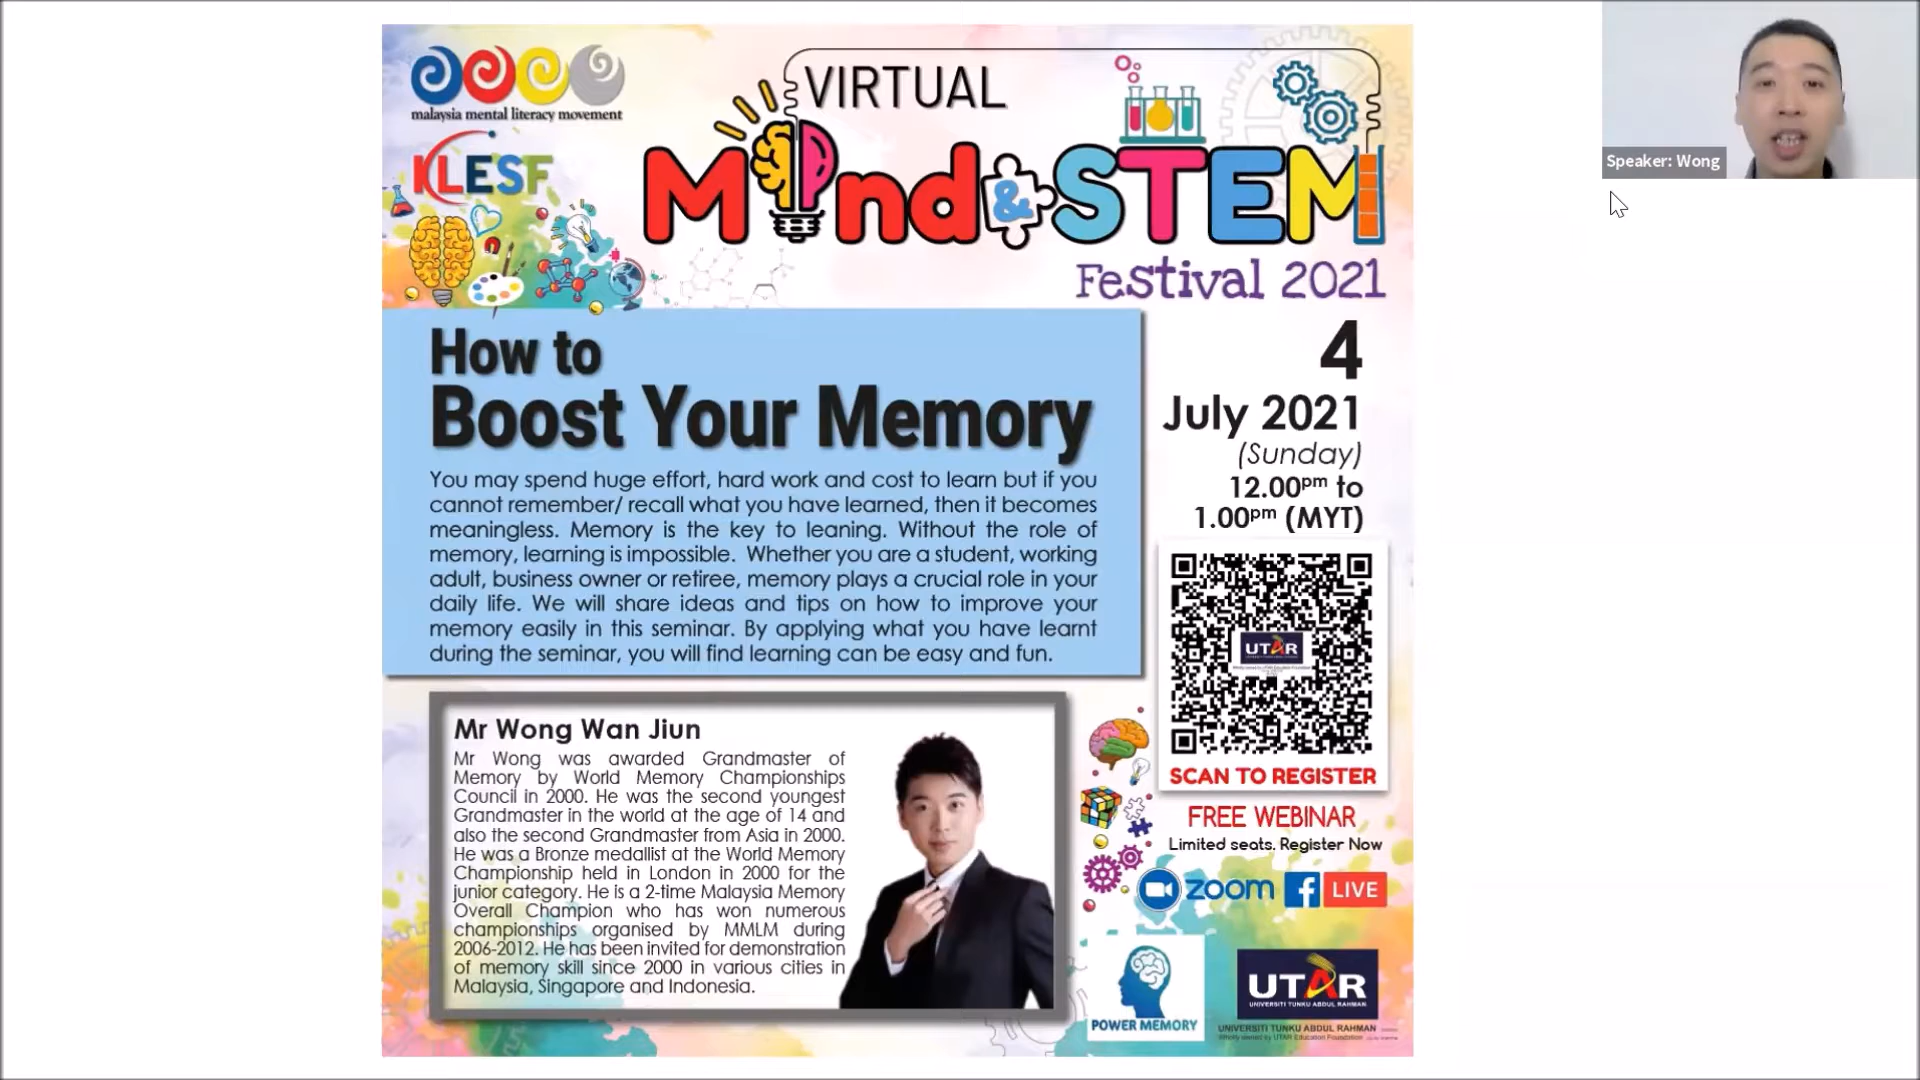 malaysia mental literacy movement
KLESF
VIRTUAL
Mind & STEM
Festival 2021
Speaker: Wong
How to
Boost Your Memory
You may spend huge effort, hard work and cost to learn but if you
cannot remember/ recall what you have learned, then it becomes
meaningless. Memory is the key to leaning. Without the role of
memory, learning is impossible. Whether you are a student, working
adult, business owner or retiree, memory plays a crucial role in your
daily life. We will share ideas and tips on how to improve your
memory easily in this seminar. By applying what you have learnt
during the seminar, you will find learning can be easy and fun.
4
July 2021
(Sunday)
12.00pm to
1.00pm (MYT)
UTAR
SCAN TO REGISTER
FREE WEBINAR
Limited seats. Register Now
zoom
f LIVE
Mr Wong Wan Jiun
Mr Wong was awarded Grandmaster of
Memory by World Memory Championships
Council in 2000. He was the second youngest
Grandmaster in the world at the age of 14 and
also the second Grandmaster from Asia in 2000.
He was a Bronze medallist at the World Memory
Championship held in London in 2000 for the
junior category. He is a 2-time Malaysia Memory
Overall Champion who has won numerous
championships organised by MMLM during
2006-2012. He has been invited for demonstration
of memory skill since 2000 in various cities in
Malaysia, Singapore and Indonesia.
POWER MEMORY
UTAR
UNIVERSITI TUNKU ABDUL RAHMAN
UNIVERSITI TUNKU ABDUL RAHMAN
Wholly owned by UTAR Education Foundation